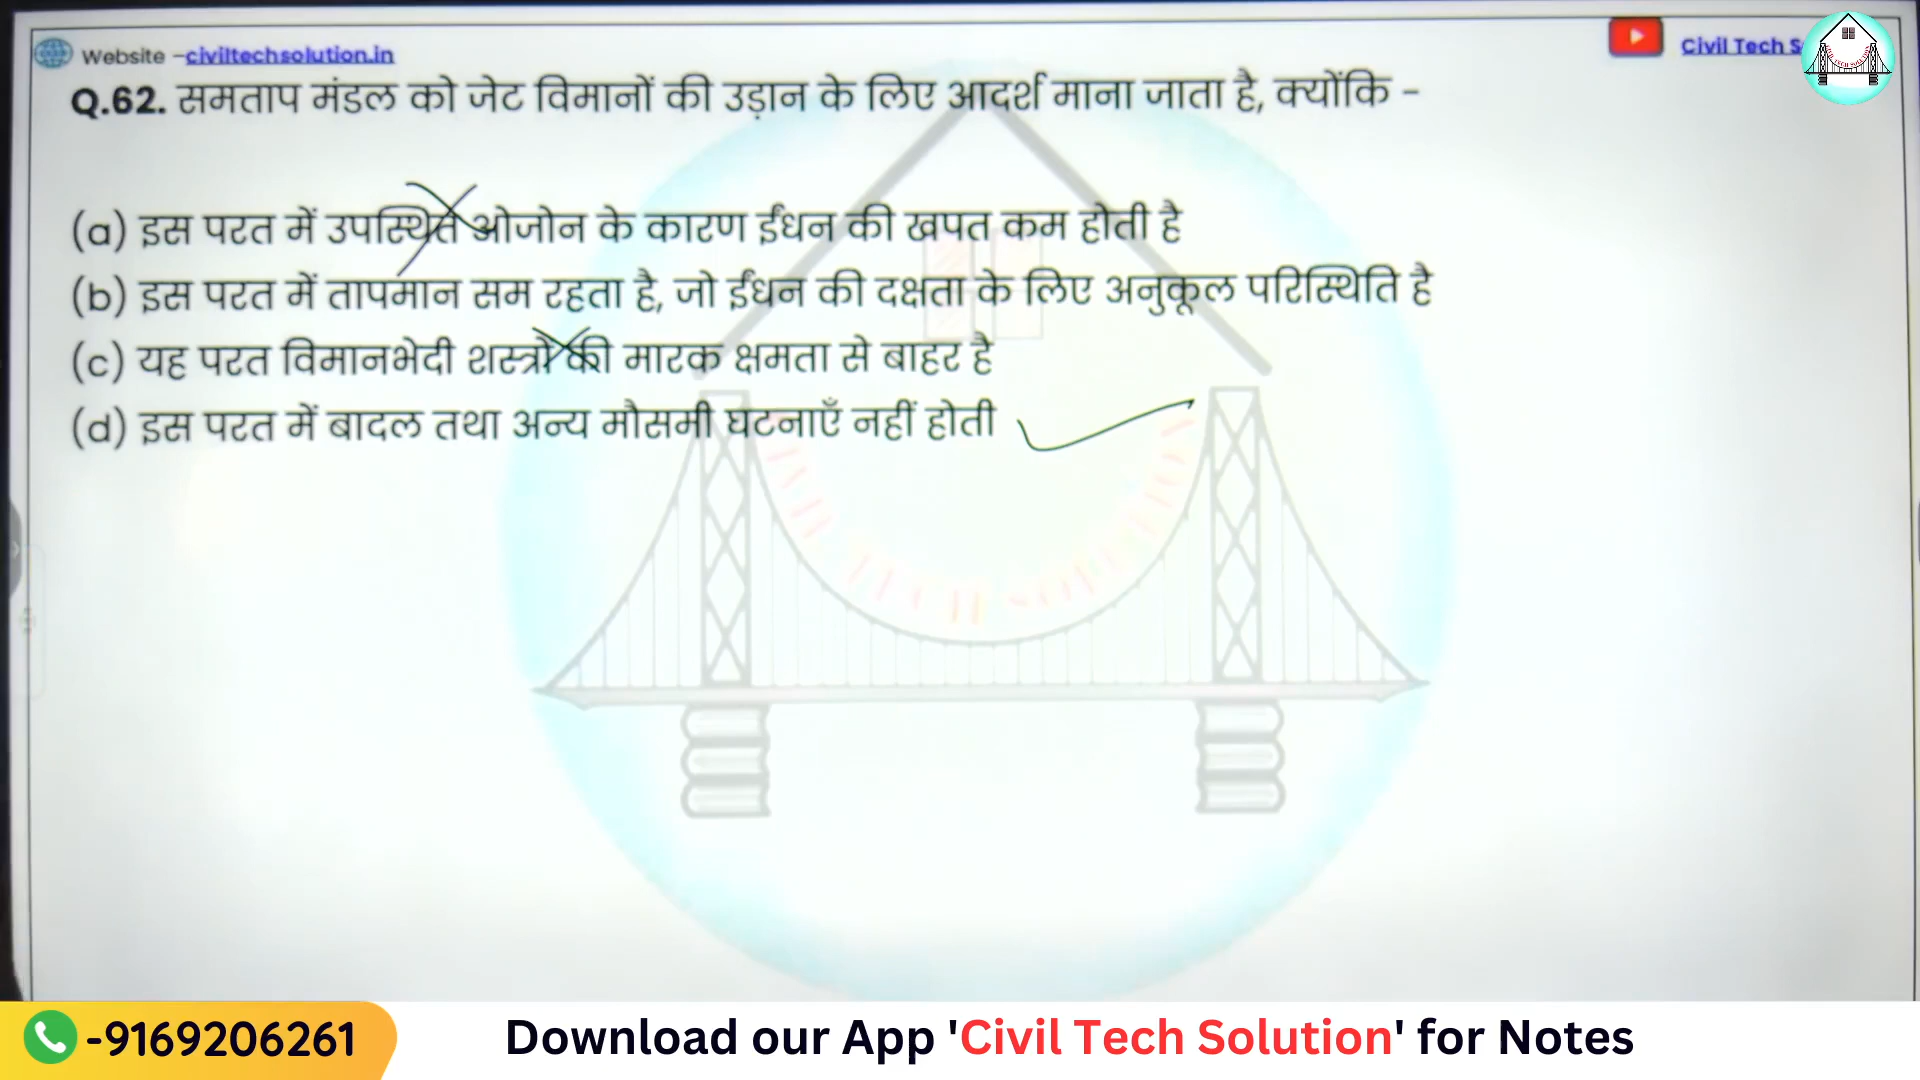 Website -civiltechsolution.in
Civil Tech S
Q.62. समताप मंडल को जेट विमानों की उड़ान के लिए आदर्श माना जाता है, क्योंकि -
(a) इस परत में उपस्थित ओजोन के कारण ईंधन की खपत कम होती है
(b) इस परत में तापमान सम रहता है, जो ईंधन की दक्षता के लिए अनुकूल परिस्थिति है
(c) यह परत विमानभेदी शस्त्रों की मारक क्षमता से बाहर है
(d) इस परत में बादल तथा अन्य मौसमी घटनाएँ नहीं होती
-9169206261
Download our App 'Civil Tech Solution' for Notes